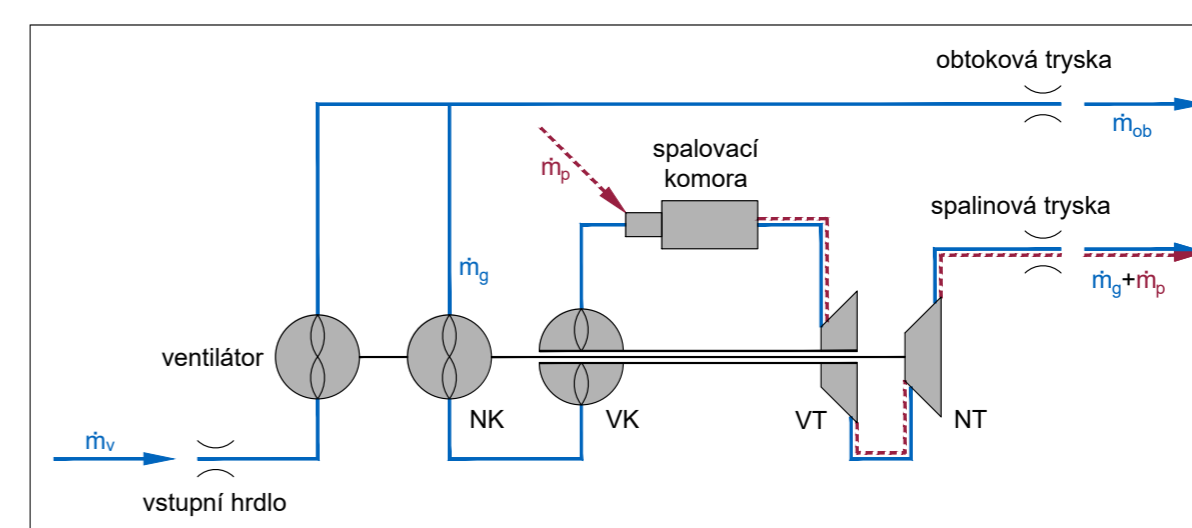 obtoková tryska
ṁob
spalovací
komora
ṁp
spalinová tryska
ṁg
ṁg+ṁp
ventilátor
NK
VK
VT
NT
ṁv
vstupní hrdlo